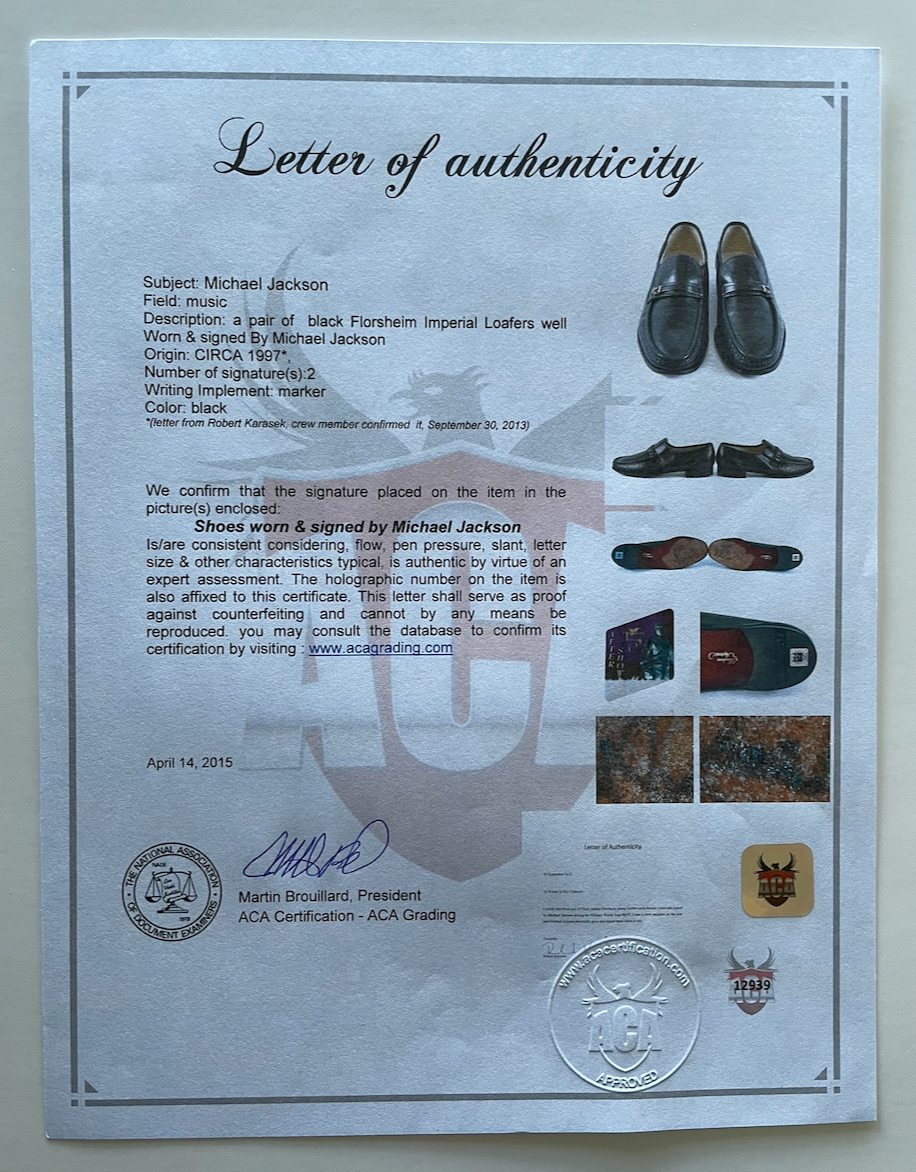 Letter of authenticity
Subject: Michael Jackson
Field: music
Description: a pair of black Florsheim Imperial Loafers well
Worn & signed By Michael Jackson
Origin: CIRCA 1997*,
Number of signature(s):2
Writing Implement: marker
Color: black
*(letter from Robert Karasek, crew member confirmed it, September 30, 2013)
We confirm that the signature placed on the item in the
picture(s) enclosed:
Shoes worn & signed by Michael Jackson
Is/are consistent considering, flow, pen pressure, slant, letter
size & other characteristics typical, is authentic by virtue of an
expert assessment. The holographic number on the item is
also affixed to this certificate. This letter shall serve as proof
against counterfeiting and cannot by any means be
reproduced. you may consult the database to confirm its
certification by visiting : www.acagrading.com
ACA
AFTER
SHOW
April 14, 2015
THE NATIONAL ASSOCIATION
OF DOCUMENT EXAMINERS
NADE
Martin Brouillard, President
ACA Certification - ACA Grading
Letter of Authenticity
ACA
www.acacertification.com
ACA
APPROVED
ACA
12939